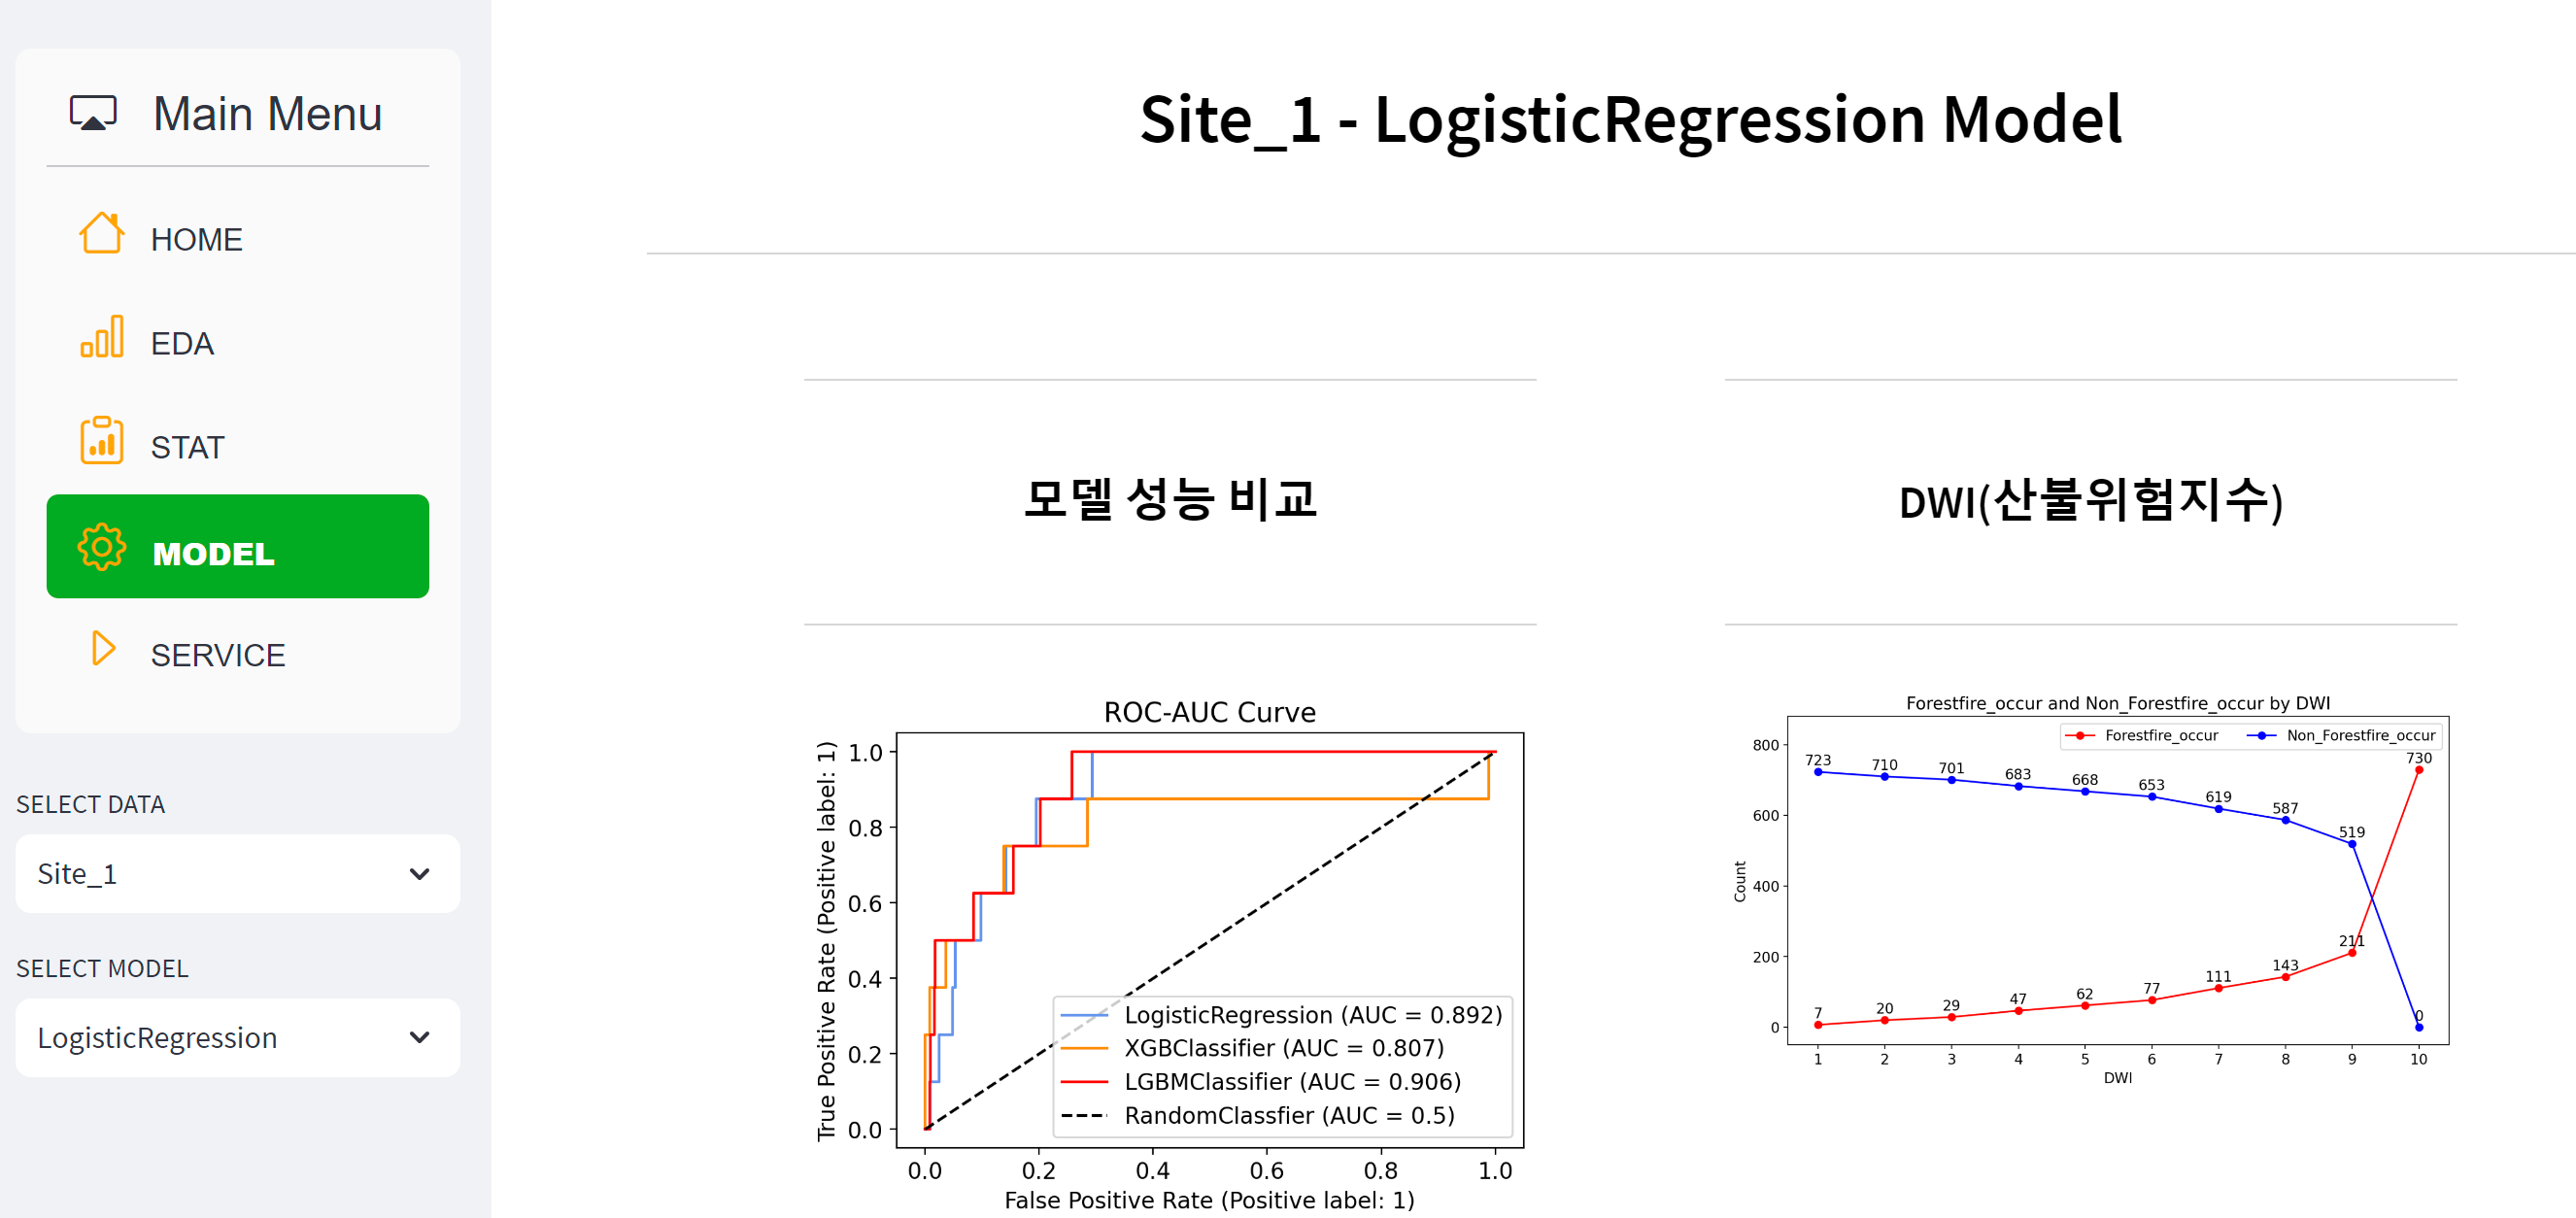 Main Menu
HOME
EDA
STAT
MODEL
SERVICE
SELECT DATA
Site_1
SELECT MODEL
LogisticRegression
Site_1 - LogisticRegression Model
모델 성능 비교
ROC-AUC Curve
True Positive Rate (Positive label: 1)
1.0
0.8
0.6
0.4
0.2
0.0
LogisticRegression (AUC = 0.892)
XGBClassifier (AUC = 0.807)
LGBMClassifier (AUC = 0.906)
RandomClassfier (AUC = 0.5)
0.0 0.2 0.4 0.6 0.8 1.0
False Positive Rate (Positive label: 1)
DWI(산불위험지수)
Forestfire_occur and Non_Forestfire_occur by DWI
Forestfire_occur Non_Forestfire_occur
Count
800
600
400
200
0
723 710 701 683 668 653 619 587 519 730
7 20 29 47 62 77 111 143 211 0
1 2 3 4 5 6 7 8 9 10
DWI